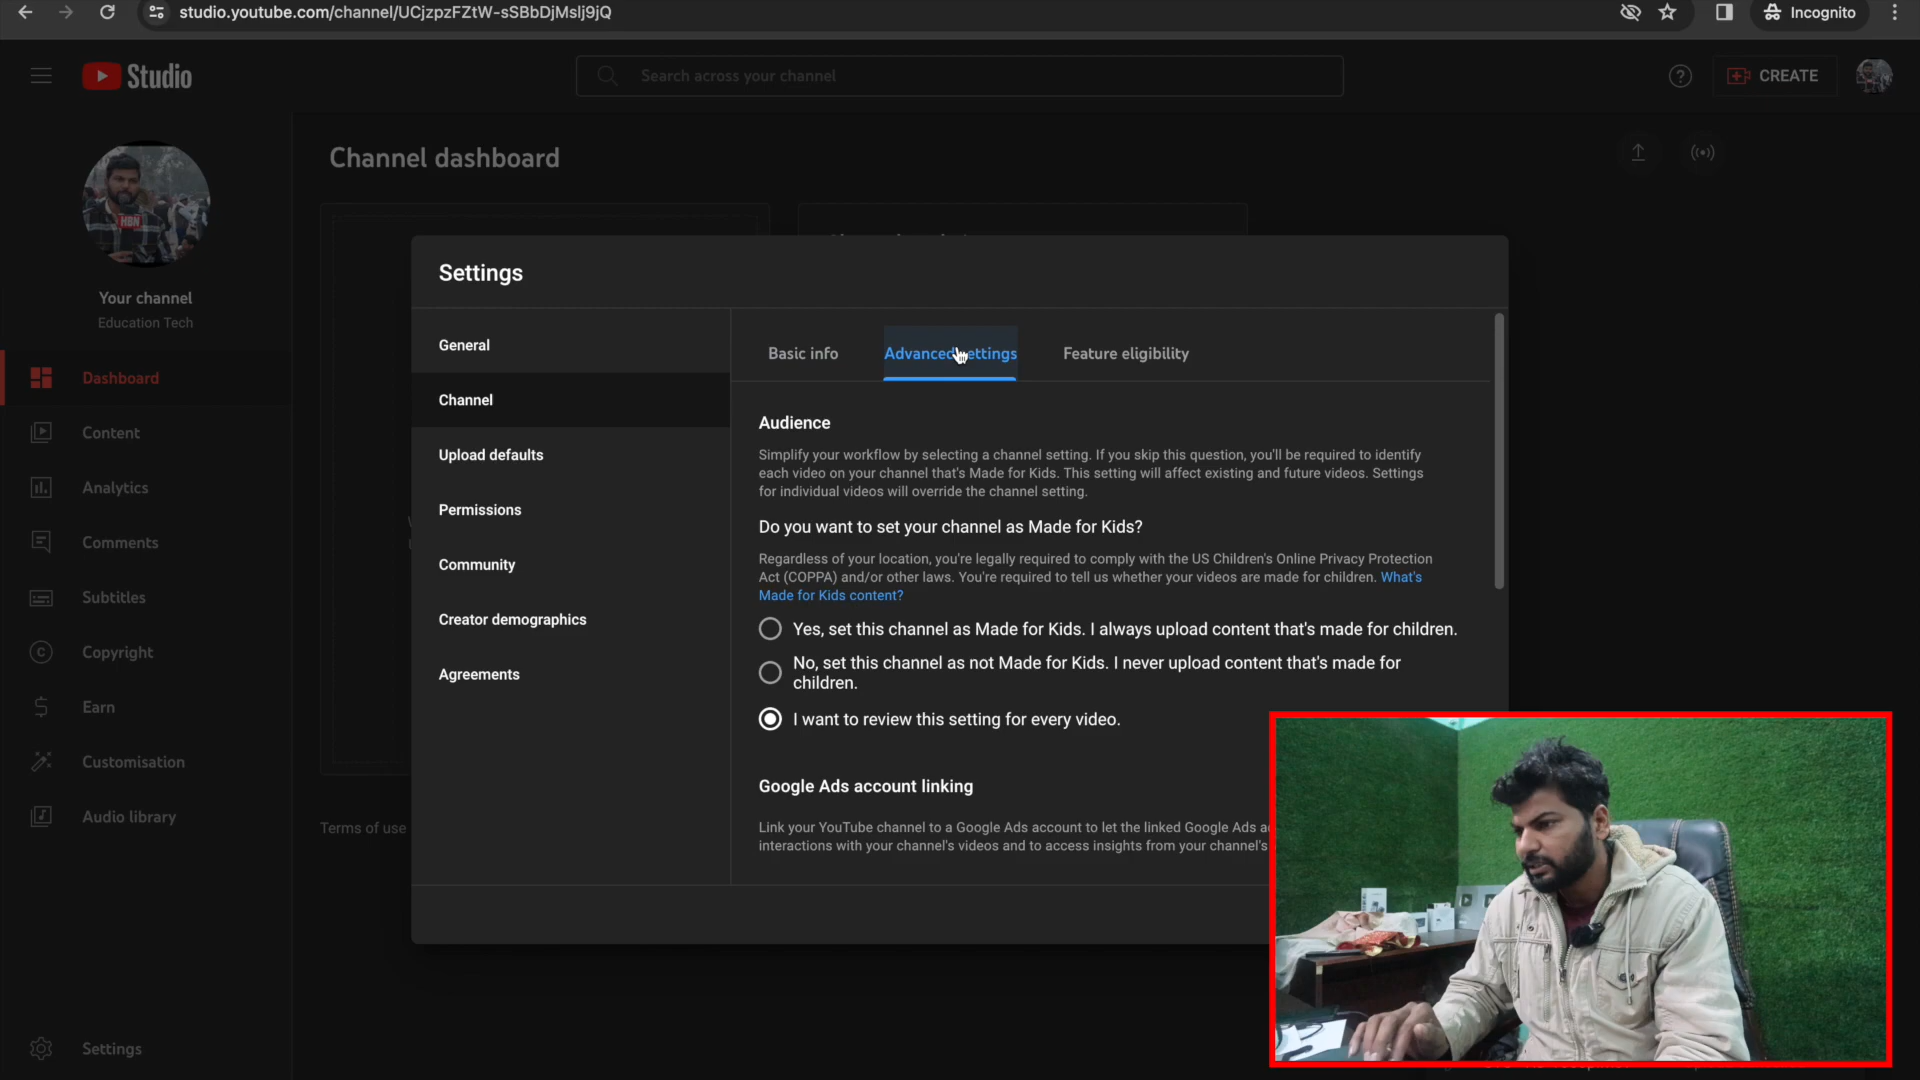 studio.youtube.com/channel/UCjzpzFZtW-sSBbDjMslj9jQ
Incognito
Studio
Search across your channel
CREATE
Channel dashboard
HBN
Your channel
Education Tech
Dashboard
Content
Analytics
Comments
Subtitles
Copyright
Earn
Customisation
Audio library
Settings
Terms of use
Settings
General
Channel
Upload defaults
Permissions
Community
Creator demographics
Agreements
Basic info
Advanced settings
Feature eligibility
Audience
Simplify your workflow by selecting a channel setting. If you skip this question, you'll be required to identify
each video on your channel that's Made for Kids. This setting will affect existing and future videos. Settings
for individual videos will override the channel setting.
Do you want to set your channel as Made for Kids?
Regardless of your location, you're legally required to comply with the US Children's Online Privacy Protection
Act (COPPA) and/or other laws. You're required to tell us whether your videos are made for children. What's
Made for Kids content?
Yes, set this channel as Made for Kids. I always upload content that's made for children.
No, set this channel as not Made for Kids. I never upload content that's made for
children.
I want to review this setting for every video.
Google Ads account linking
Link your YouTube channel to a Google Ads account to let the linked Google Ads
interactions with your channel's videos and to access insights from your channel's